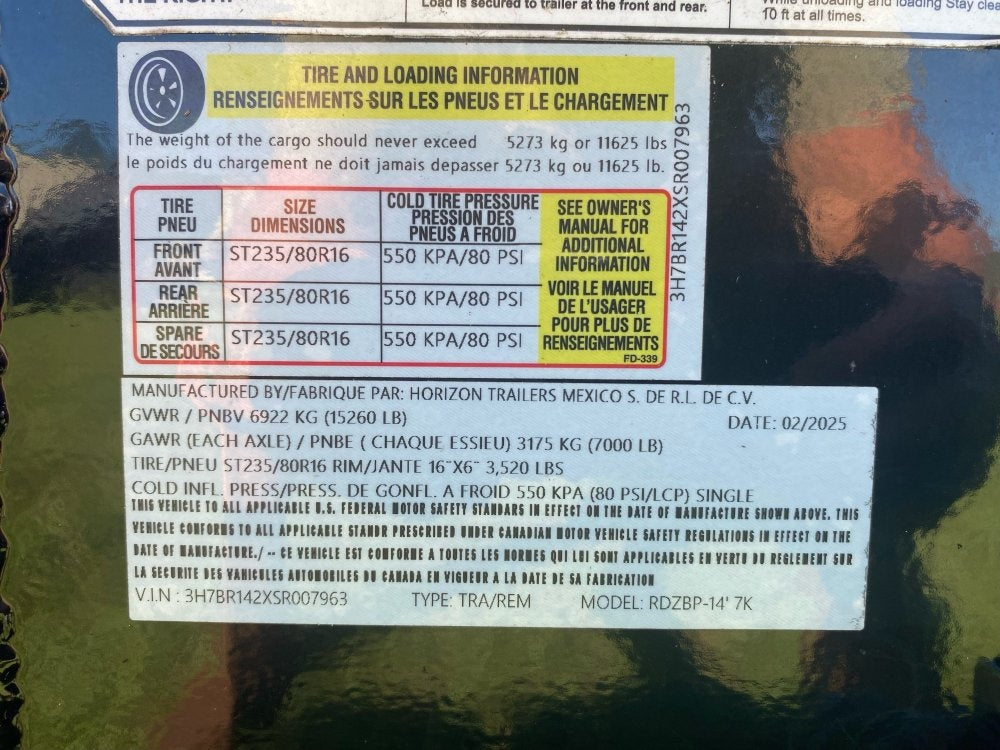 Load is secured to trailer at the front and rear.
10 ft at all times.
TIRE AND LOADING INFORMATION
RENSEIGNEMENTS SUR LES PNEUS ET LE CHARGEMENT
The weight of the cargo should never exceed 5273 kg or 11625 lbs
le poids du chargement ne doit jamais depasser 5273 kg ou 11625 lb.
TIRE PNEU SIZE DIMENSIONS COLD TIRE PRESSURE PRESSION DES PNEUS A FROID
FRONT AVANT ST235/80R16 550 KPA/80 PSI
REAR ARRIÈRE ST235/80R16 550 KPA/80 PSI
SPARE DE SECOURS ST235/80R16 550 KPA/80 PSI
SEE OWNER'S
MANUAL FOR
ADDITIONAL
INFORMATION
VOIR LE MANUEL
DE L'USAGER
POUR PLUS DE
RENSEIGNEMENTS
FD-339
3H7BR142XSR007963
MANUFACTURED BY/FABRIQUE PAR: HORIZON TRAILERS MEXICO S. DE R.L. DE C.V.
GVWR / PNBV 6922 KG (15260 LB) DATE: 02/2025
GAWR (EACH AXLE) / PNBE ( CHAQUE ESSIEU) 3175 KG (7000 LB)
TIRE/PNEU ST235/80R16 RIM/JANTE 16"X6" 3,520 LBS
COLD INFL. PRESS/PRESS. DE GONFL. A FROID 550 KPA (80 PSI/LCP) SINGLE
THIS VEHICLE TO ALL APPLICABLE U.S. FEDERAL MOTOR SAFETY STANDARS IN EFFECT ON THE DATE OF MANUFACTURE SHOWN ABOVE. THIS
VEHICLE CONFORMS TO ALL APPLICABLE STANDR PRESCRIBED UNDER CANADIAN MOTOR VEHICLE SAFETY REGULATIONS IN EFFECT ON THE
DATE OF MANUFACTURE./ -- CE VEHICLE EST CONFORME A TOUTES LES NORMES QUI LUI SONT APPLICABLES EN VERTU DU REGLEMENT SUR
LA SECURITE DES VAHICULES AUTOMOBILES DU CANADA EN VIGUEUR A LA DATE DE SA FABRICATION
V.I.N : 3H7BR142XSR007963 TYPE: TRA/REM MODEL: RDZBP-14' 7K